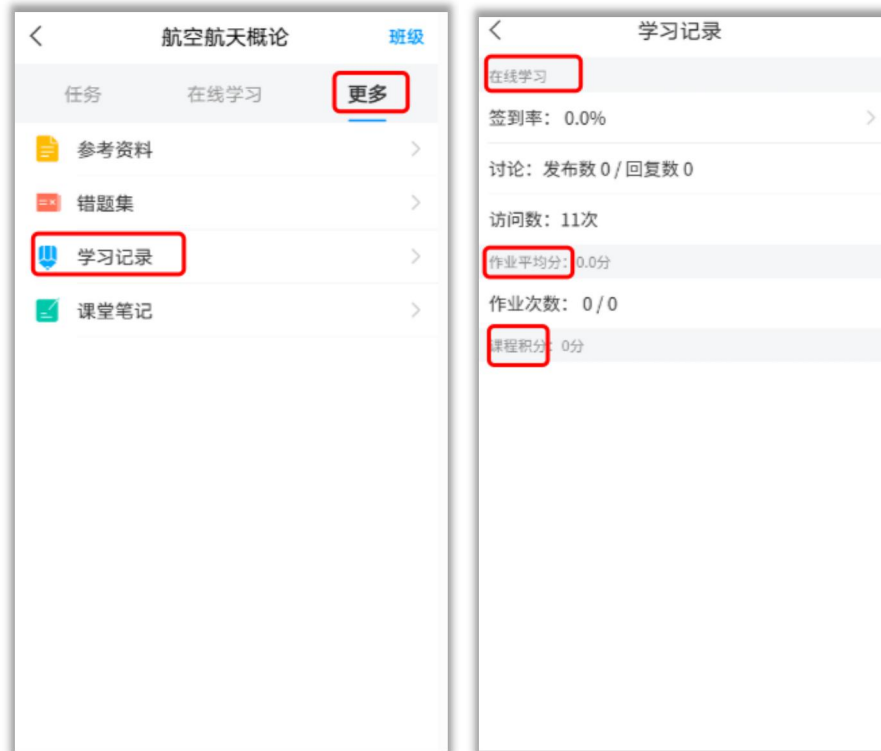 航空航天概论 班级
任务 在线学习 更多
参考资料
错题集
学习记录
课堂笔记
学习记录
在线学习
签到率： 0.0%
讨论：发布数 0 / 回复数 0
访问数：11次
作业平均分：0.0分
作业次数： 0 / 0
课程积分：0分